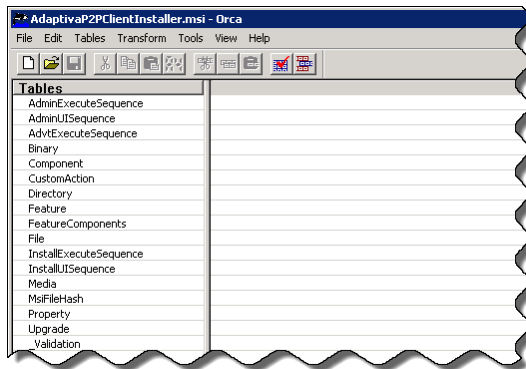 AdaptivaP2PClientInstaller.msi - Orca
File Edit Tables Transform Tools View Help
Tables
AdminExecuteSequence
AdminUISequence
AdvtExecuteSequence
Binary
Component
CustomAction
Directory
Feature
FeatureComponents
File
InstallExecuteSequence
InstallUISequence
Media
MsiFileHash
Property
Upgrade
_Validation